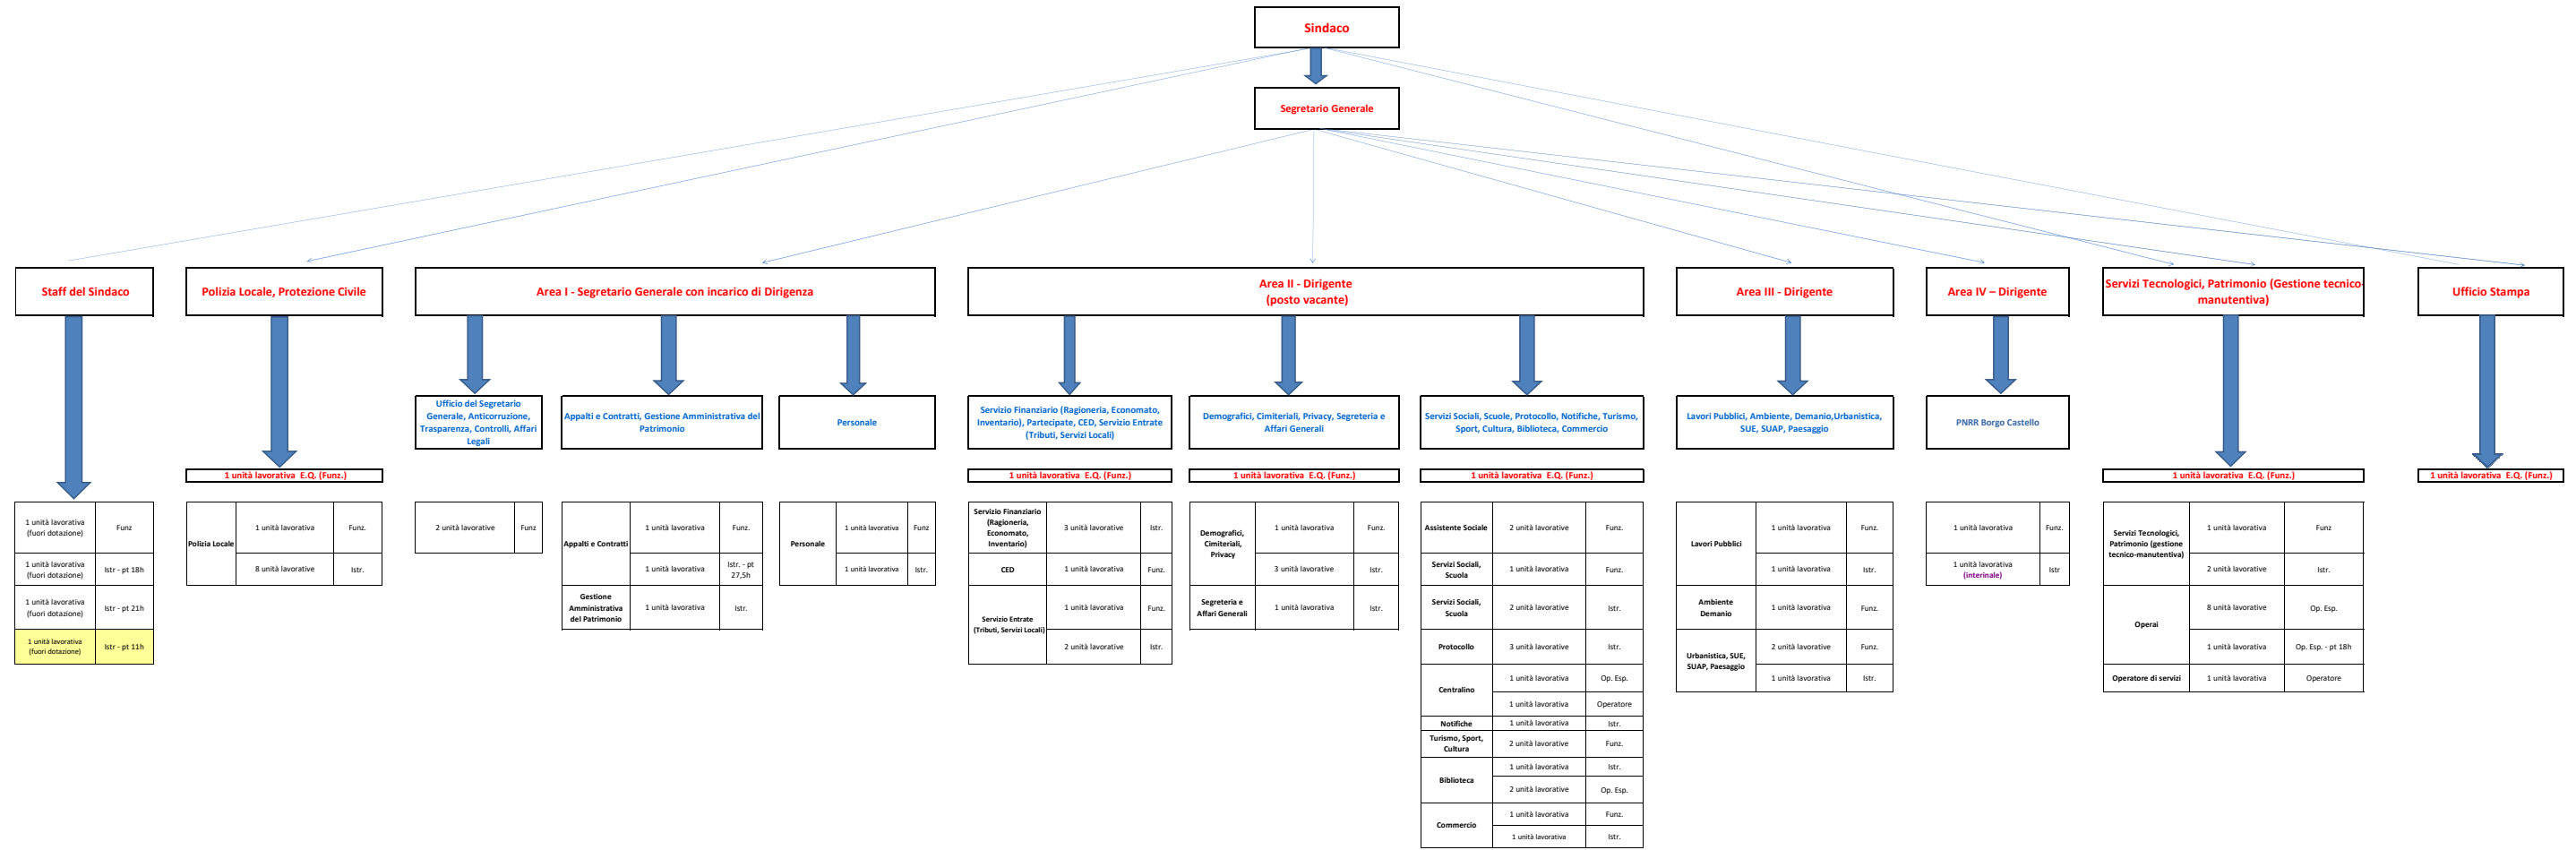 Sindaco
Segretario Generale
Staff del Sindaco
Polizia Locale, Protezione Civile
Area I - Segretario Generale con incarico di Dirigenza
Area II - Dirigente
(posto vacante)
Area III - Dirigente
Area IV – Dirigente
Servizi Tecnologici, Patrimonio (Gestione tecnico-
manutentiva)
Ufficio Stampa
Ufficio del Segretario
Generale, Anticorruzione,
Trasparenza, Controlli, Affari
Legali
Appalti e Contratti, Gestione Amministrativa del
Patrimonio
Personale
Servizio Finanziario (Ragioneria, Economato,
Inventario), Partecipate, CED, Servizio Entrate
(Tributi, Servizi Locali)
Demografici, Cimiteriali, Privacy, Segreteria e
Affari Generali
Servizi Sociali, Scuole, Protocollo, Notifiche, Turismo,
Sport, Cultura, Biblioteca, Commercio
Lavori Pubblici, Ambiente, Demanio,Urbanistica,
SUE, SUAP, Paesaggio
PNRR Borgo Castello
1 unità lavorativa E.Q. (Funz.)
1 unità lavorativa E.Q. (Funz.)
1 unità lavorativa E.Q. (Funz.)
1 unità lavorativa E.Q. (Funz.)
1 unità lavorativa E.Q. (Funz.)
1 unità lavorativa E.Q. (Funz.)
1 unità lavorativa
(fuori dotazione)
Funz
1 unità lavorativa
(fuori dotazione)
Istr - pt 18h
1 unità lavorativa
(fuori dotazione)
Istr - pt 21h
1 unità lavorativa
(fuori dotazione)
Istr - pt 11h
Polizia Locale
1 unità lavorativa
Funz.
8 unità lavorative
Istr.
2 unità lavorative
Funz
Appalti e Contratti
1 unità lavorativa
Funz.
1 unità lavorativa
Istr. - pt
27,5h
Gestione
Amministrativa
del Patrimonio
1 unità lavorativa
Istr.
Personale
1 unità lavorativa
Funz
1 unità lavorativa
Istr.
Servizio Finanziario
(Ragioneria,
Economato,
Inventario)
3 unità lavorative
Istr.
CED
1 unità lavorativa
Funz.
Servizio Entrate
(Tributi, Servizi Locali)
1 unità lavorativa
Funz.
2 unità lavorative
Istr.
Demografici,
Cimiteriali,
Privacy
1 unità lavorativa
Funz.
3 unità lavorative
Istr.
Segreteria e
Affari Generali
1 unità lavorativa
Istr.
Assistente Sociale
2 unità lavorative
Funz.
Servizi Sociali,
Scuola
1 unità lavorativa
Funz.
Servizi Sociali,
Scuola
2 unità lavorative
Istr.
Protocollo
3 unità lavorative
Istr.
Centralino
1 unità lavorativa
Op. Esp.
1 unità lavorativa
Operatore
Notifiche
1 unità lavorativa
Istr.
Turismo, Sport,
Cultura
2 unità lavorative
Funz.
Biblioteca
1 unità lavorativa
Istr.
2 unità lavorative
Op. Esp.
Commercio
1 unità lavorativa
Funz.
1 unità lavorativa
Istr.
Lavori Pubblici
1 unità lavorativa
Funz.
1 unità lavorativa
Istr.
Ambiente
Demanio
1 unità lavorativa
Funz.
Urbanistica, SUE,
SUAP, Paesaggio
2 unità lavorative
Funz.
1 unità lavorativa
Istr.
1 unità lavorativa
Funz.
1 unità lavorativa
(interinale)
Istr
Servizi Tecnologici,
Patrimonio (gestione
tecnico-manutentiva)
1 unità lavorativa
Funz
2 unità lavorative
Istr.
Operai
8 unità lavorative
Op. Esp.
1 unità lavorativa
Op. Esp. - pt 18h
Operatore di servizi
1 unità lavorativa
Operatore